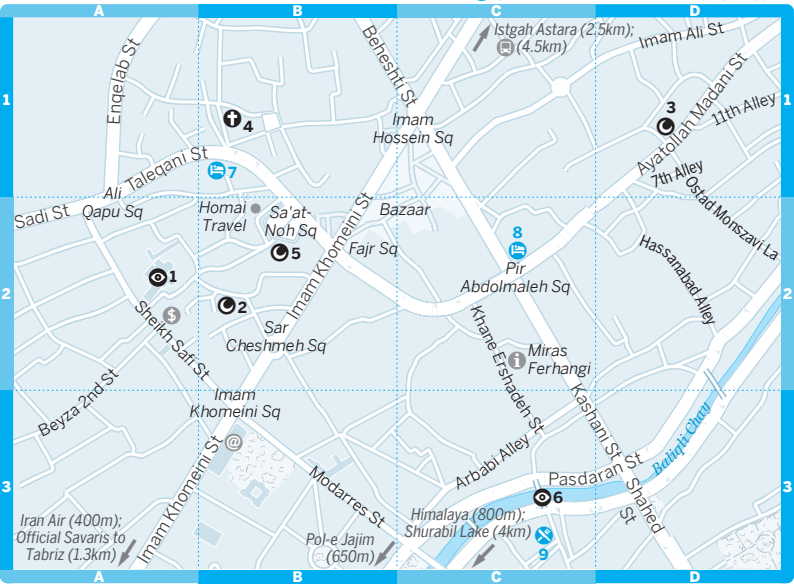 A
B
C
D
1
2
3
1
2
3
Istgah Astara (2.5km);
(4.5km)
Imam Ali St
Beheshti St
Enqelab St
4
Imam
Hossein Sq
3
Ayatollah Madani St
11th Alley
Taleqani St
7
7th Alley
Ali
Qapu Sq
Sadi St
Homai
Travel
Sa'at-
Noh Sq
Bazaar
Ostad Monszavi La
Imam Khomeini St
Fajr Sq
8
Hassanabad Alley
5
Pir
Abdolmaleh Sq
1
2
$
Sheikh Safi St
Sar
Cheshmeh Sq
Khane Ershadeh St
i
Miras
Ferhangi
Beyza 2nd St
Imam
Khomeini Sq
Kashani St
Baliqli Chay
@
Imam Khomeini St
Modarres St
Arbabi Alley
Pasdaran St
6
Shahed
St
Iran Air (400m);
Official Savaris to
Tabriz (1.3km)
Pol-e Jajim
(650m)
Himalaya (800m);
Shurabil Lake (4km)
9
A
B
C
D